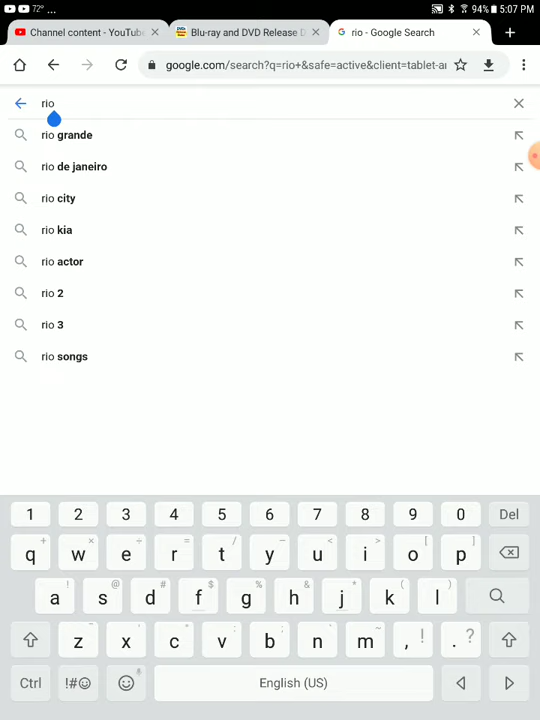 72° ... 94% 5:07 PM
Channel content - YouTube Blu-ray and DVD Release D rio - Google Search
google.com/search?q=rio+&safe=active&client=tablet-a
rio
rio grande
rio de janeiro
rio city
rio kia
rio actor
rio 2
rio 3
rio songs
1 2 3 4 5 6 7 8 9 0 Del
+ × ÷ = / _ < > [ ]
q w e r t y u i o p
! @ # $ % ^ & * ( )
a s d f g h j k l
- ' " : ; , ?
z x c v b n m , ! . ?
Ctrl !#☺ English (US)